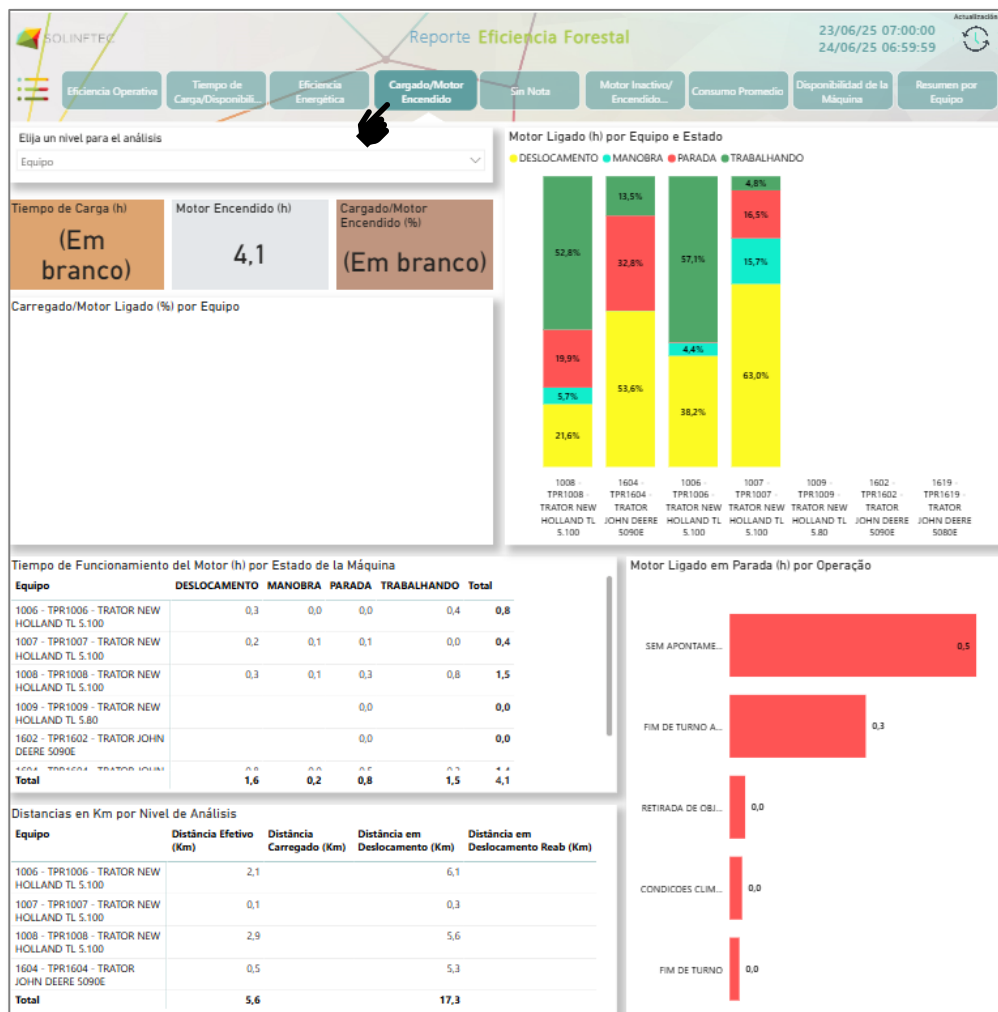 SOLINFTEC
Reporte Eficiencia Forestal
23/06/25 07:00:00
24/06/25 06:59:59
Actualización
Eficiencia Operativa
Tiempo de
Carga/Disponibili...
Eficiencia
Energética
Cargado/Motor
Encendido
Sin Nota
Motor Inactivo/
Encendido...
Consumo Promedio
Disponibilidad de la
Máquina
Resumen por
Equipo
Elija un nivel para el análisis
Equipo
Tiempo de Carga (h)
(Em
branco)
Motor Encendido (h)
4,1
Cargado/Motor
Encendido (%)
(Em branco)
Carregado/Motor Ligado (%) por Equipo
Motor Ligado (h) por Equipo e Estado
DESLOCAMENTO MANOBRA PARADA TRABALHANDO
52,8%
19,9%
5,7%
21,6%
13,5%
32,8%
53,6%
57,1%
4,4%
38,2%
4,8%
16,5%
15,7%
63,0%
1008 -
TPR1008 -
TRATOR NEW
HOLLAND TL
5.100
1604 -
TPR1604 -
TRATOR
JOHN DEERE
5090E
1006 -
TPR1006 -
TRATOR NEW
HOLLAND TL
5.100
1007 -
TPR1007 -
TRATOR NEW
HOLLAND TL
5.100
1009 -
TPR1009 -
TRATOR NEW
HOLLAND TL
5.80
1602 -
TPR1602 -
TRATOR
JOHN DEERE
5090E
1619 -
TPR1619 -
TRATOR
JOHN DEERE
5080E
Tiempo de Funcionamiento del Motor (h) por Estado de la Máquina
Equipo DESLOCAMENTO MANOBRA PARADA TRABALHANDO Total
1006 - TPR1006 - TRATOR NEW
HOLLAND TL 5.100
0,3 0,0 0,0 0,4 0,8
1007 - TPR1007 - TRATOR NEW
HOLLAND TL 5.100
0,2 0,1 0,1 0,0 0,4
1008 - TPR1008 - TRATOR NEW
HOLLAND TL 5.100
0,3 0,1 0,3 0,8 1,5
1009 - TPR1009 - TRATOR NEW
HOLLAND TL 5.80
0,0 0,0
1602 - TPR1602 - TRATOR JOHN
DEERE 5090E
0,0 0,0
Total 1,6 0,2 0,8 1,5 4,1
Distancias en Km por Nivel de Análisis
Equipo
Distância Efetivo
(Km)
Distância
Carregado (Km)
Distância em
Deslocamento (Km)
Distância em
Deslocamento Reab (Km)
1006 - TPR1006 - TRATOR NEW
HOLLAND TL 5.100
2,1 6,1
1007 - TPR1007 - TRATOR NEW
HOLLAND TL 5.100
0,1 0,3
1008 - TPR1008 - TRATOR NEW
HOLLAND TL 5.100
2,9 5,6
1604 - TPR1604 - TRATOR
JOHN DEERE 5090E
0,5 5,3
Total 5,6 17,3
Motor Ligado em Parada (h) por Operação
SEM APONTAME... 0,5
FIM DE TURNO A... 0,3
RETIRADA DE OBJ... 0,0
CONDICOES CLIM... 0,0
FIM DE TURNO 0,0